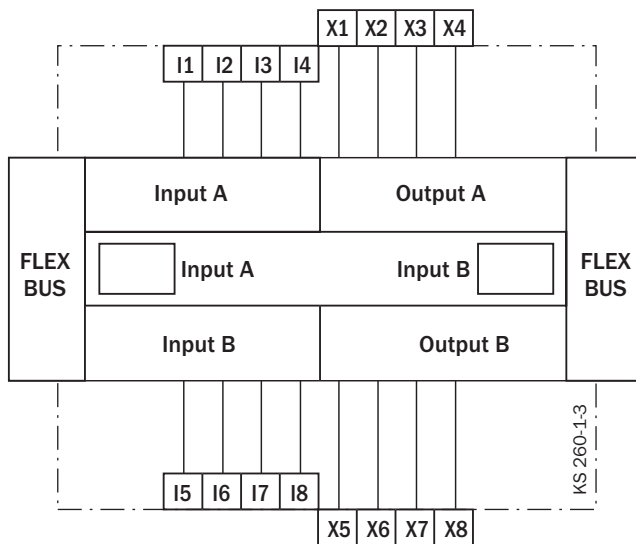 X1 X2 X3 X4
I1 I2 I3 I4
Input A
Output A
FLEX
BUS
Input A
Input B
FLEX
BUS
Input B
Output B
KS 260-1-3
I5 I6 I7 I8
X5 X6 X7 X8